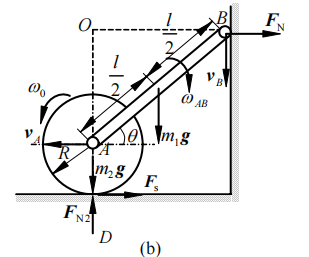 O
l
2
l
2
B
F_N
v_B
ω_0
ω_AB
v_A
R
A
θ
m_1g
m_2g
F_s
F_N2
D
(b)